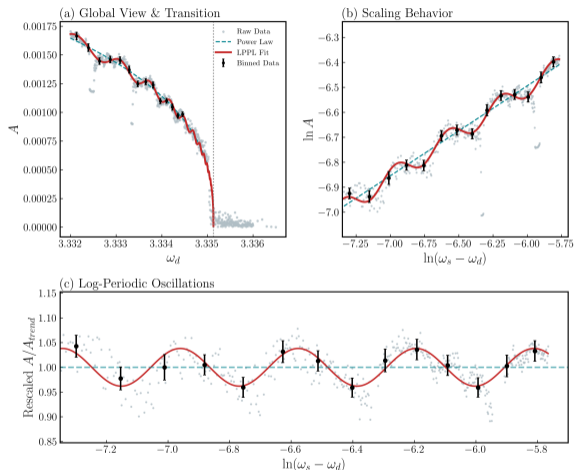 (a) Global View & Transition
0.00175
0.00150
0.00125
0.00100
0.00075
0.00050
0.00025
0.00000
A
3.332 3.333 3.334 3.335 3.336
ω_d
Raw Data
Power Law
LPPL Fit
Binned Data
(b) Scaling Behavior
−6.3
−6.4
−6.5
−6.6
−6.7
−6.8
−6.9
−7.0
ln A
−7.25 −7.00 −6.75 −6.50 −6.25 −6.00 −5.75
ln(ω_s − ω_d)
(c) Log-Periodic Oscillations
1.15
1.10
1.05
1.00
0.95
0.90
0.85
Rescaled A/A_trend
−7.2 −7.0 −6.8 −6.6 −6.4 −6.2 −6.0 −5.8
ln(ω_s − ω_d)